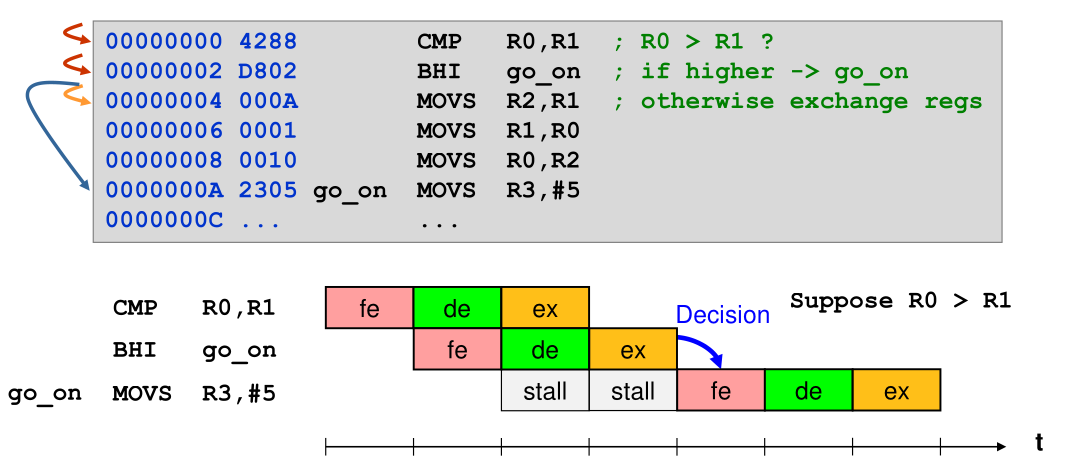 00000000 4288 CMP R0,R1 ; R0 > R1 ?
00000002 D802 BHI go_on ; if higher -> go_on
00000004 000A MOVS R2,R1 ; otherwise exchange regs
00000006 0001 MOVS R1,R0
00000008 0010 MOVS R0,R2
0000000A 2305 go_on MOVS R3,#5
0000000C ... ...
Suppose R0 > R1
CMP R0,R1 fe de ex
Decision
BHI go_on fe de ex
go_on MOVS R3,#5 stall stall fe de ex
t